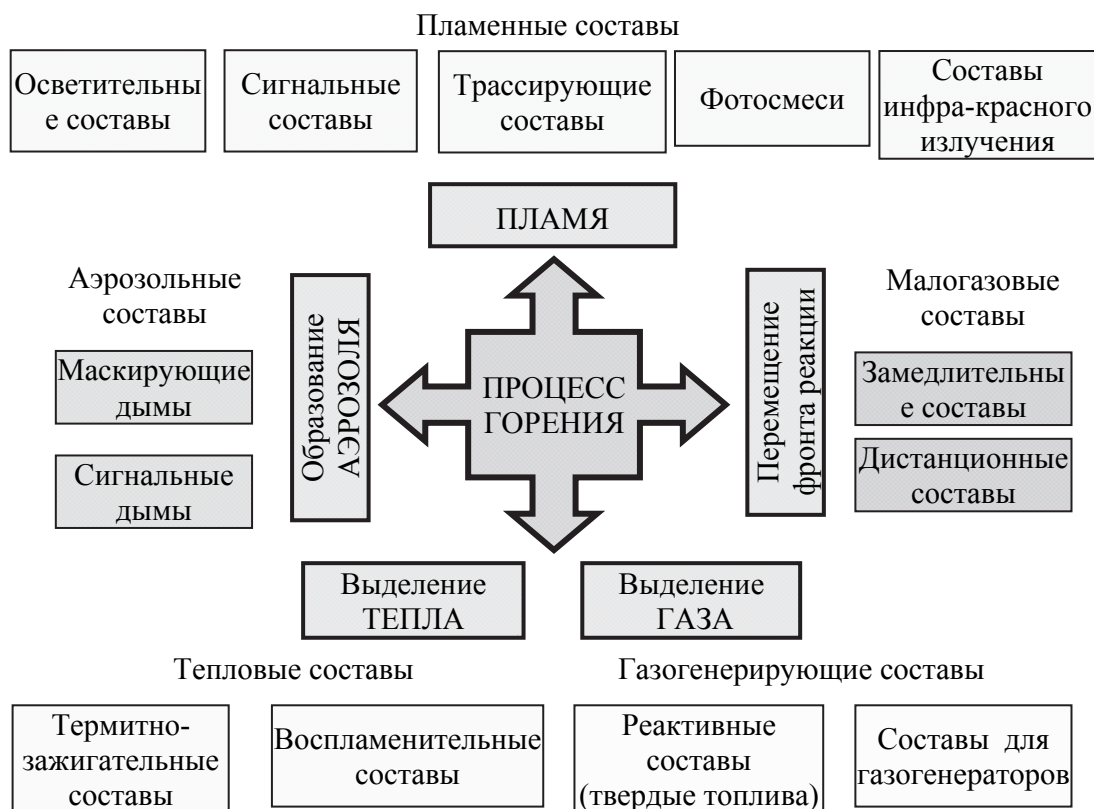 Пламенные составы
Осветительны
е составы
Сигнальные
составы
Трассирующие
составы
Фотосмеси
Составы
инфра-красного
излучения
ПЛАМЯ
Аэрозольные
составы
Маскирующие
дымы
Сигнальные
дымы
Образование
АЭРОЗОЛЯ
ПРОЦЕСС
ГОРЕНИЯ
Перемещение
фронта реакции
Малогазовые
составы
Замедлительны
е составы
Дистанционные
составы
Выделение
ТЕПЛА
Выделение
ГАЗА
Тепловые составы
Газогенерирующие составы
Термитно-
зажигательные
составы
Воспламенительные
составы
Реактивные
составы
(твердые топлива)
Составы для
газогенераторов